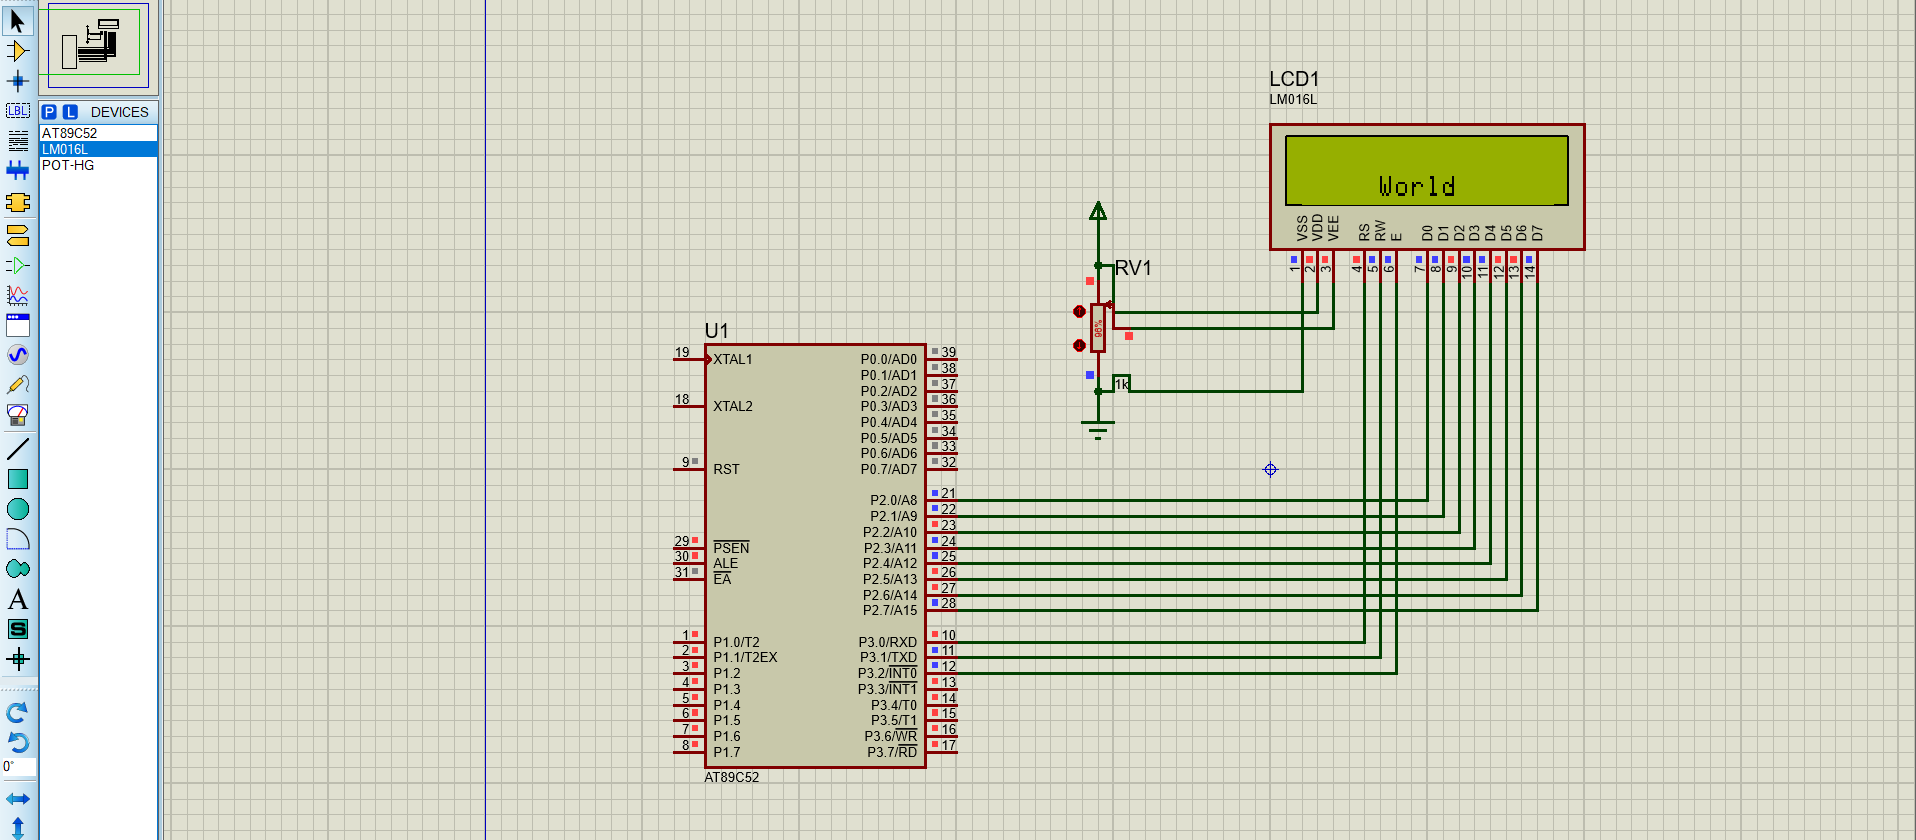 LBL
P L DEVICES
AT89C52
LM016L
POT-HG
A
S
0°
LCD1
LM016L
World
VSS VDD VEE RS RW E D0 D1 D2 D3 D4 D5 D6 D7
1 2 3 4 5 6 7 8 9 10 11 12 13 14
RV1
96%
1k
U1
19 XTAL1
18 XTAL2
9 RST
29 PSEN
30 ALE
31 EA
1 P1.0/T2
2 P1.1/T2EX
3 P1.2
4 P1.3
5 P1.4
6 P1.5
7 P1.6
8 P1.7
P0.0/AD0 39
P0.1/AD1 38
P0.2/AD2 37
P0.3/AD3 36
P0.4/AD4 35
P0.5/AD5 34
P0.6/AD6 33
P0.7/AD7 32
P2.0/A8 21
P2.1/A9 22
P2.2/A10 23
P2.3/A11 24
P2.4/A12 25
P2.5/A13 26
P2.6/A14 27
P2.7/A15 28
P3.0/RXD 10
P3.1/TXD 11
P3.2/INT0 12
P3.3/INT1 13
P3.4/T0 14
P3.5/T1 15
P3.6/WR 16
P3.7/RD 17
AT89C52